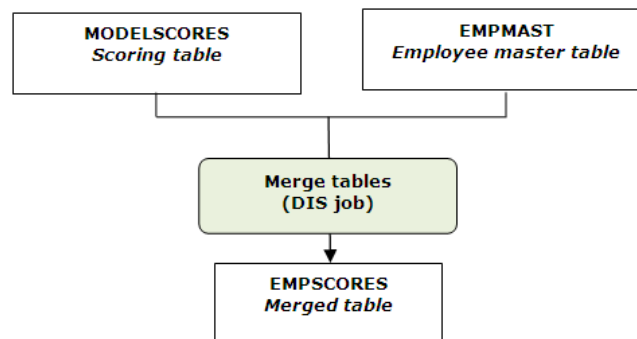 MODELSCORES
Scoring table
EMPMAST
Employee master table
Merge tables
(DIS job)
EMPSCORES
Merged table